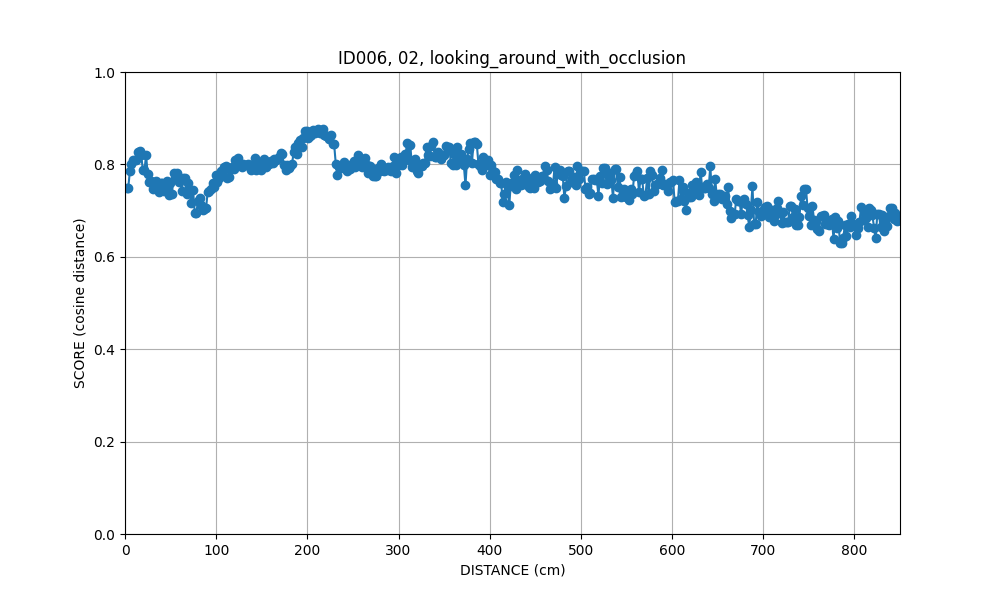 ID006, 02, looking_around_with_occlusion
1.0
0.8
0.6
0.4
0.2
0.0
SCORE (cosine distance)
0 100 200 300 400 500 600 700 800
DISTANCE (cm)